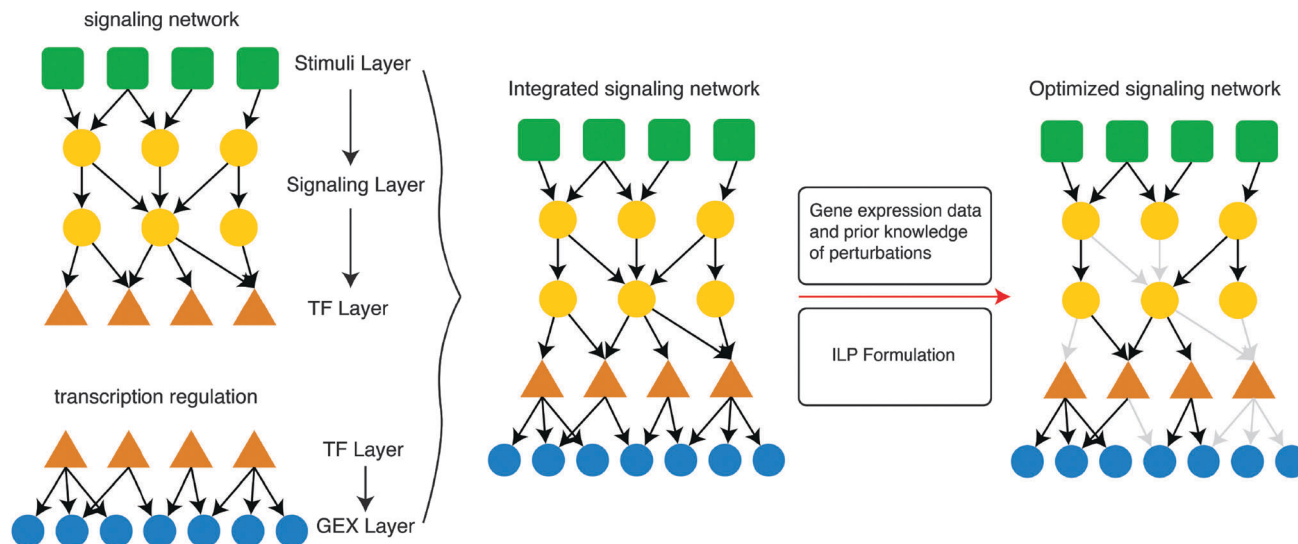 signaling network
Stimuli Layer
Signaling Layer
TF Layer
transcription regulation
TF Layer
GEX Layer
Integrated signaling network
Gene expression data
and prior knowledge
of perturbations
ILP Formulation
Optimized signaling network